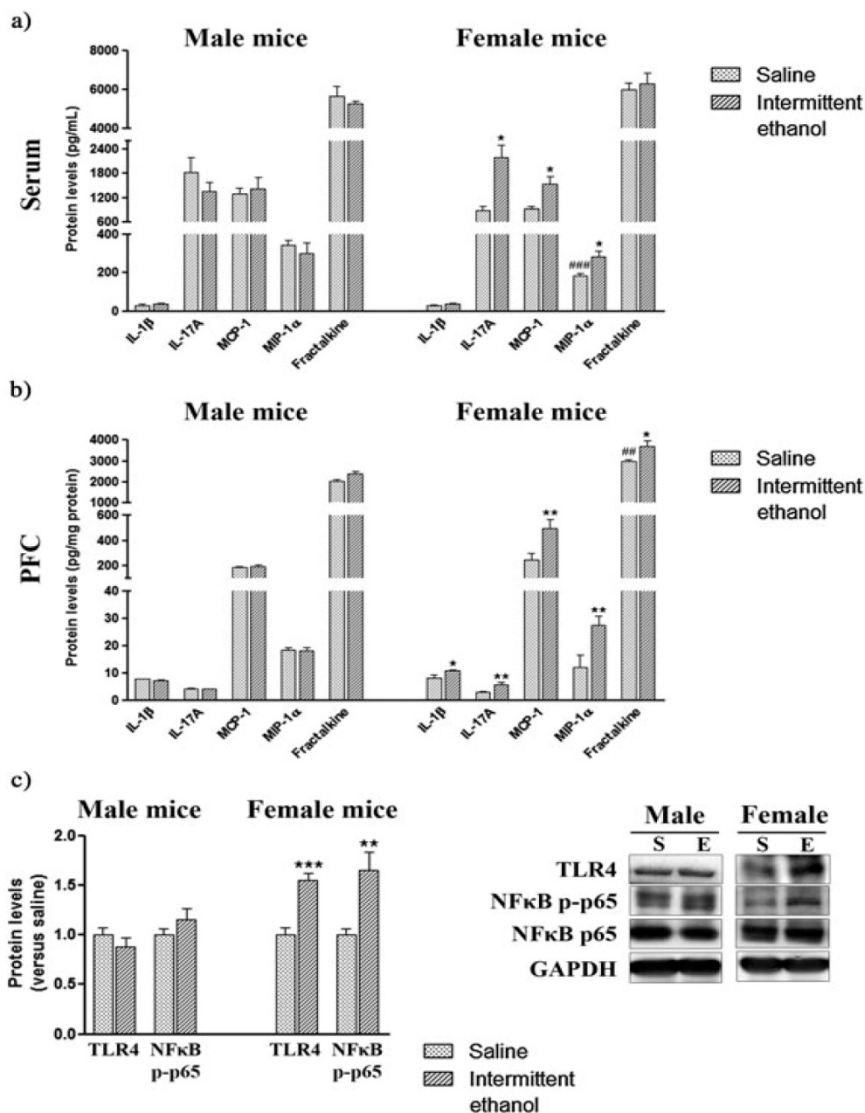 a)
Male mice
Female mice
Saline
Intermittent
ethanol
Serum
Protein levels (pg/mL)
8000
6000
4000
2400
1800
1200
600
400
200
0
*
*
###
*
IL-1β
IL-17A
MCP-1
MIP-1α
Fractalkine
IL-1β
IL-17A
MCP-1
MIP-1α
Fractalkine
b)
Male mice
Female mice
Saline
Intermittent
ethanol
PFC
Protein levels (pg/mg protein)
4000
3000
2000
1000
600
400
200
40
30
20
10
0
*
**
**
**
##
*
IL-1β
IL-17A
MCP-1
MIP-1α
Fractalkine
IL-1β
IL-17A
MCP-1
MIP-1α
Fractalkine
c)
Male mice
Female mice
Protein levels
(versus saline)
2.0
1.5
1.0
0.5
0.0
***
**
TLR4
NFκB
p-p65
TLR4
NFκB
p-p65
Saline
Intermittent
ethanol
Male
Female
S E S E
TLR4
NFκB p-p65
NFκB p65
GAPDH